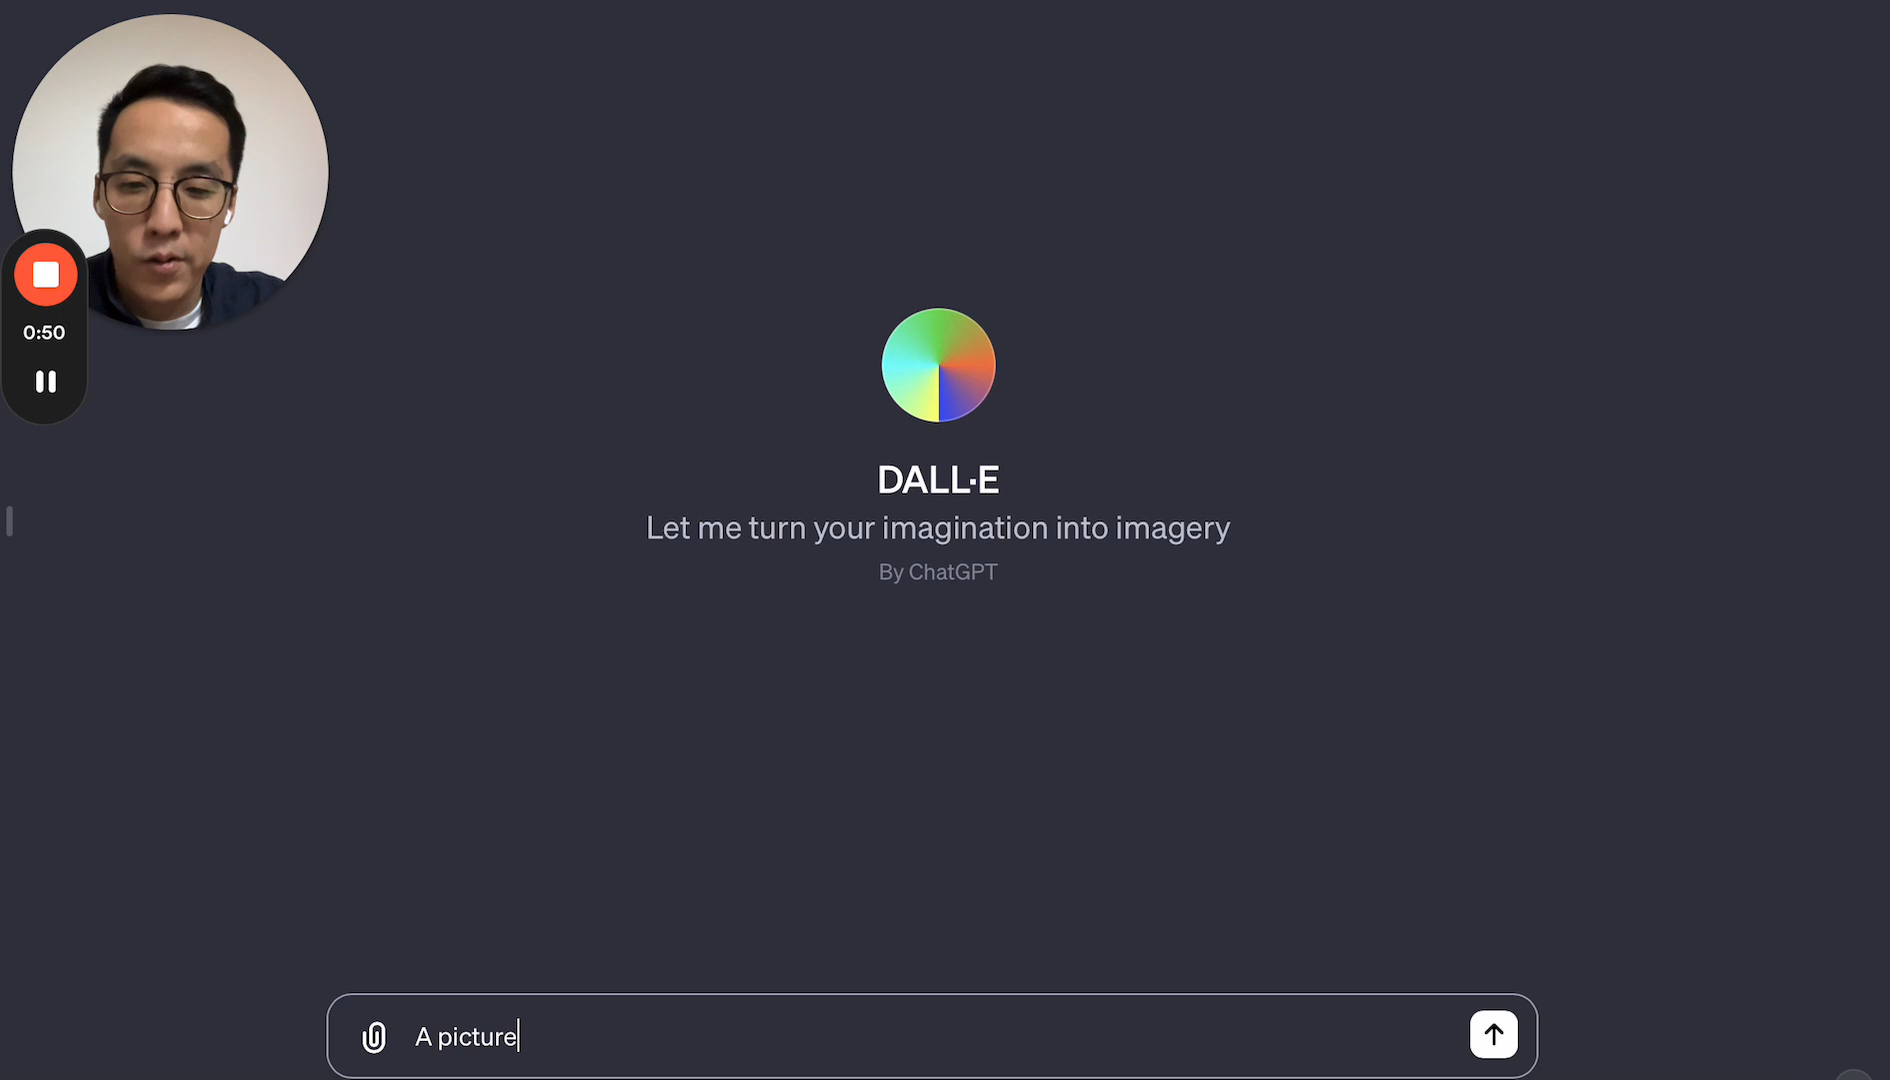 0:50
DALL·E
Let me turn your imagination into imagery
By ChatGPT
A picture